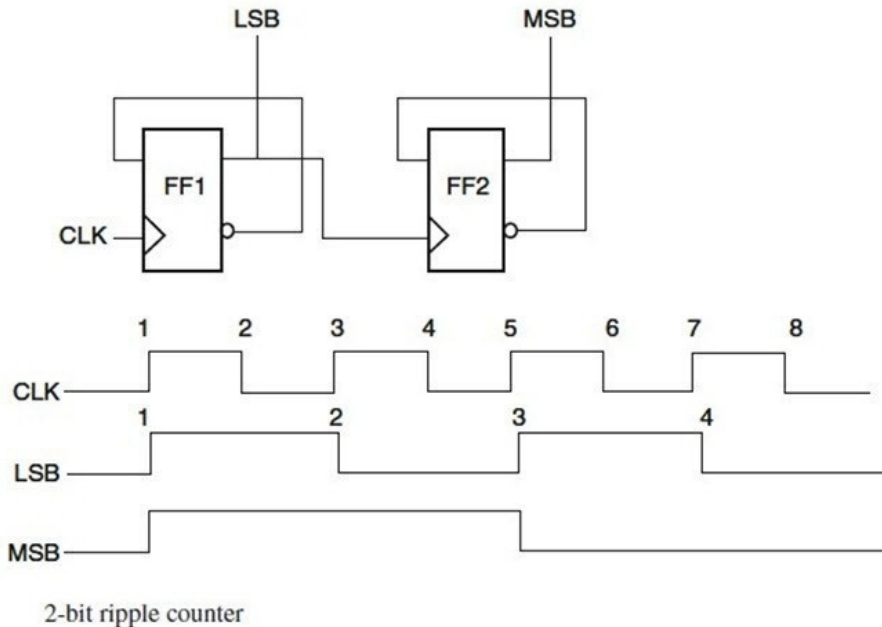 LSB MSB
FF1 FF2
CLK
1 2 3 4 5 6 7 8
CLK
1 2 3 4
LSB
MSB
2-bit ripple counter